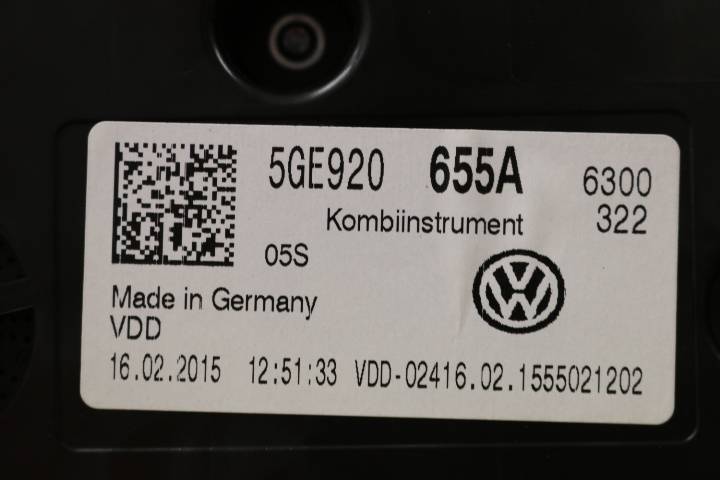 5GE920 655A 6300
Kombiinstrument 322
05S
Made in Germany
VDD
16.02.2015 12:51:33 VDD-02416.02.1555021202